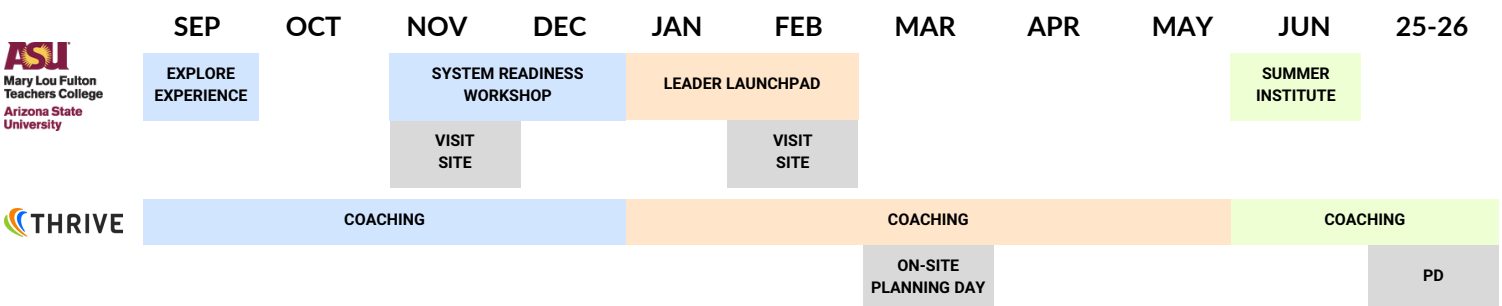 SEP OCT NOV DEC JAN FEB MAR APR MAY JUN 25-26
ASU
Mary Lou Fulton
Teachers College
Arizona State
University
EXPLORE
EXPERIENCE
SYSTEM READINESS
WORKSHOP
LEADER LAUNCHPAD
SUMMER
INSTITUTE
VISIT
SITE
VISIT
SITE
THRIVE
COACHING
COACHING
COACHING
ON-SITE
PLANNING DAY
PD